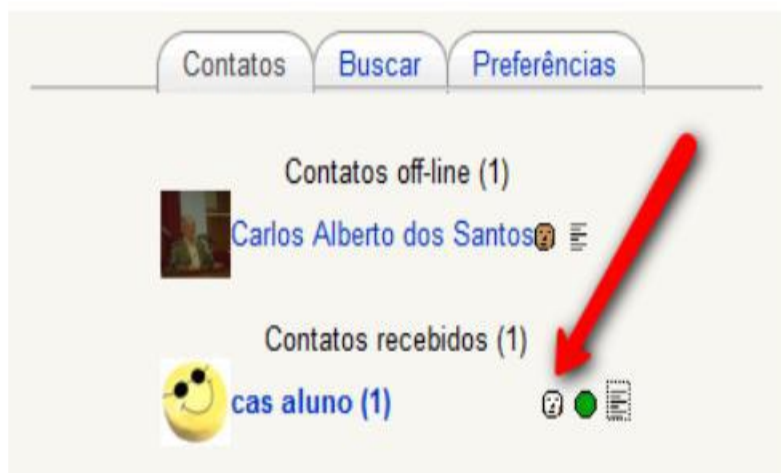 Contatos Buscar Preferências
Contatos off-line (1)
Carlos Alberto dos Santos
Contatos recebidos (1)
cas aluno (1)